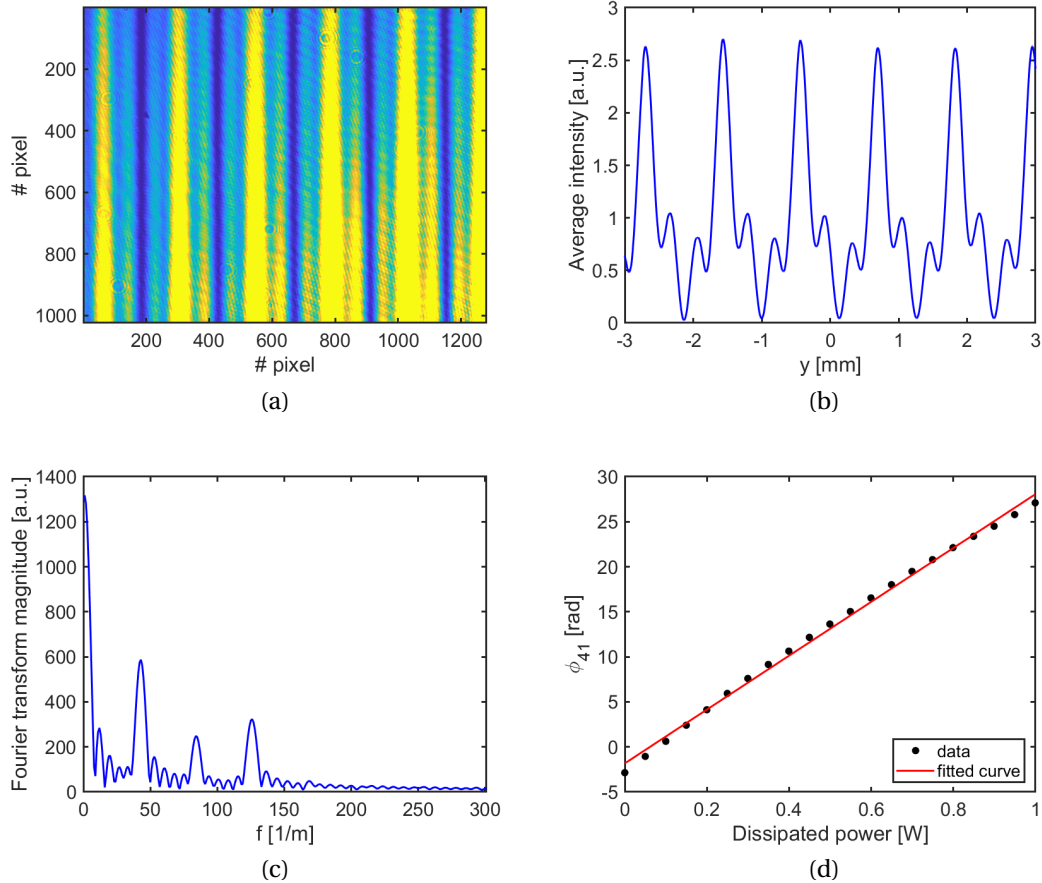 # pixel
200
400
600
800
1000
200 400 600 800 1000 1200
# pixel
(a)
Average intensity [a.u.]
3
2.5
2
1.5
1
0.5
0
-3 -2 -1 0 1 2 3
y [mm]
(b)
Fourier transform magnitude [a.u.]
1400
1200
1000
800
600
400
200
0
0 50 100 150 200 250 300
f [1/m]
(c)
ϕ41 [rad]
30
25
20
15
10
5
0
-5
data
fitted curve
0 0.2 0.4 0.6 0.8 1
Dissipated power [W]
(d)